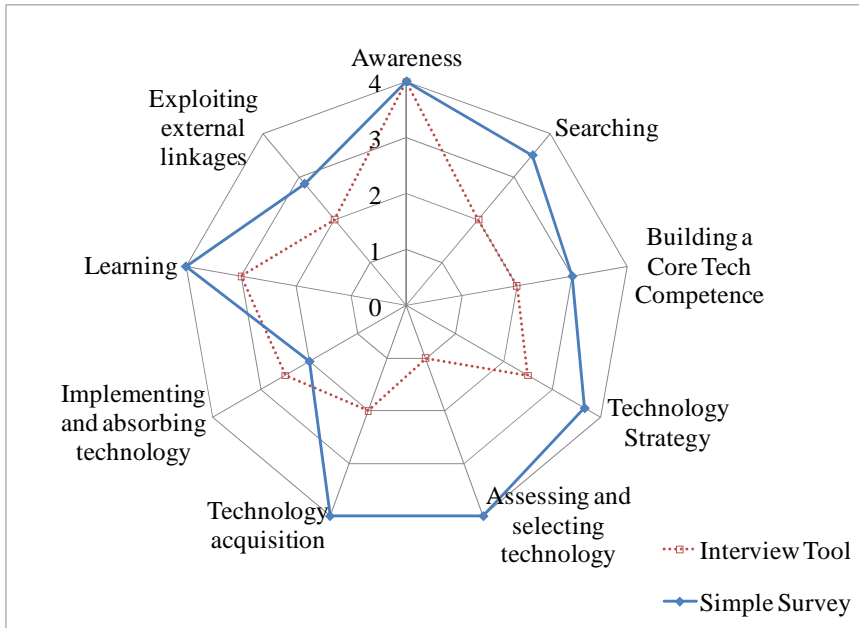 Awareness
4
Exploiting
external
linkages
Searching
3
2
Building a
Core Tech
Competence
Learning
1
0
Implementing
and absorbing
technology
Technology
Strategy
Technology
acquisition
Assessing and
selecting
technology
Interview Tool
Simple Survey